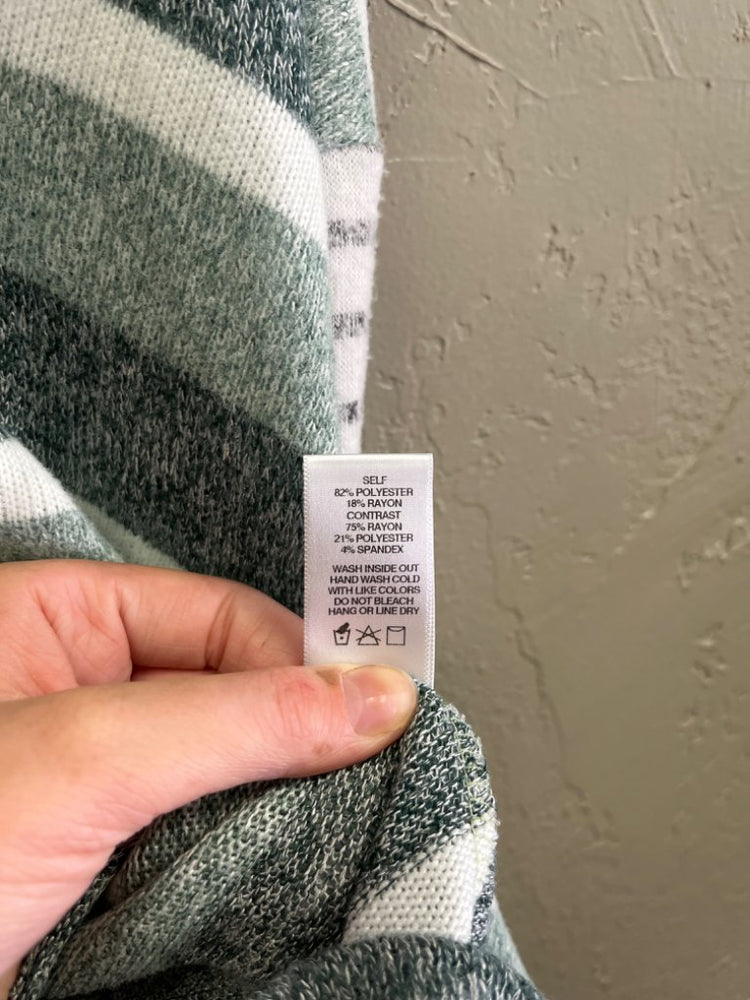 SELF
82% POLYESTER
18% RAYON
CONTRAST
75% RAYON
21% POLYESTER
4% SPANDEX
WASH INSIDE OUT
HAND WASH COLD
WITH LIKE COLORS
DO NOT BLEACH
HANG OR LINE DRY